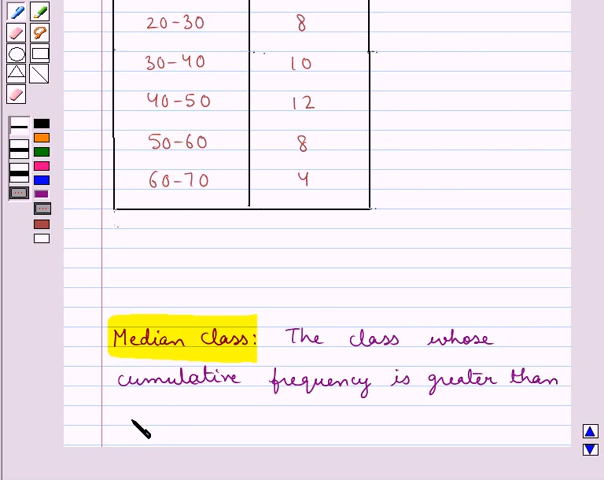 20-30 8
30-40 10
40-50 12
50-60 8
60-70 4
Median Class: The class whose
cumulative frequency is greater than